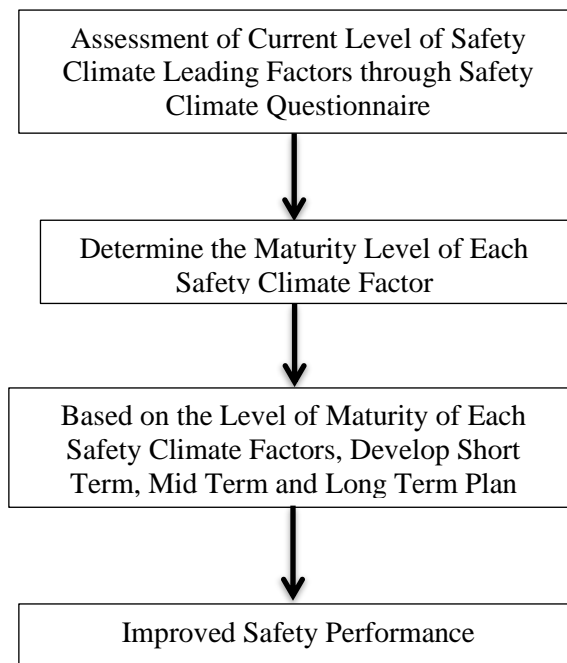 Assessment of Current Level of Safety
Climate Leading Factors through Safety
Climate Questionnaire
Determine the Maturity Level of Each
Safety Climate Factor
Based on the Level of Maturity of Each
Safety Climate Factors, Develop Short
Term, Mid Term and Long Term Plan
Improved Safety Performance